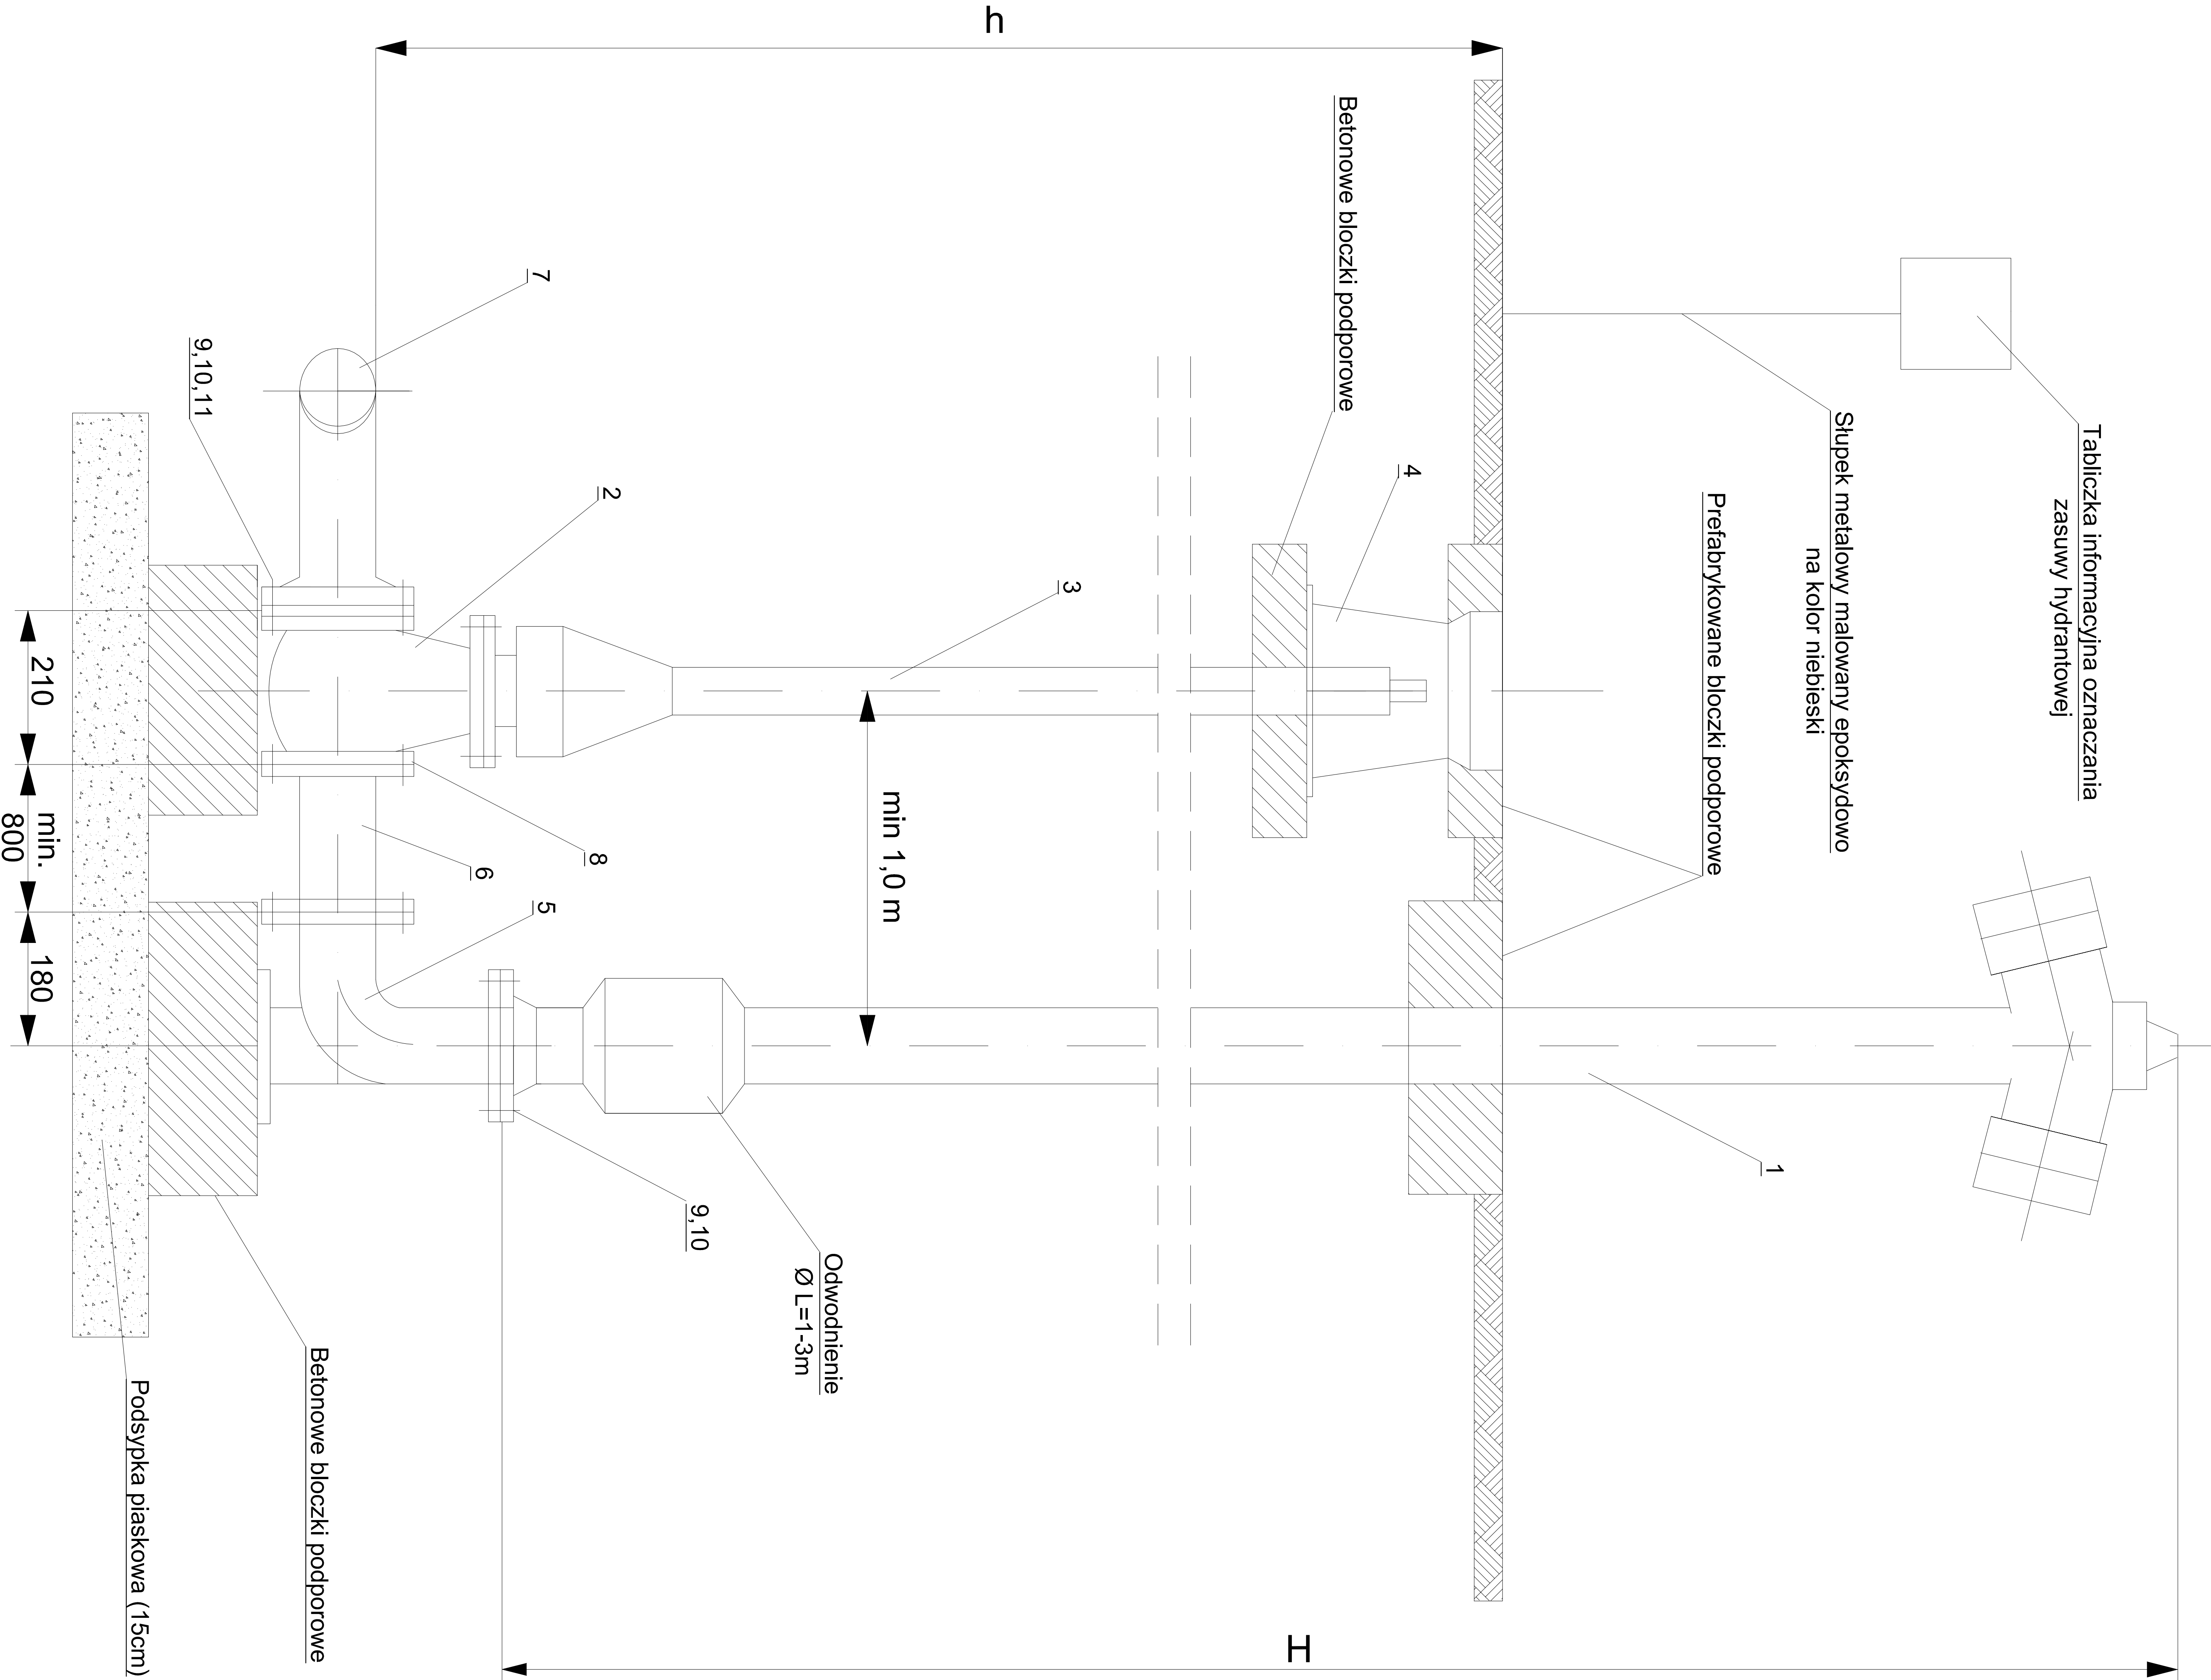 Tabliczka informacyjna oznaczania
zasuwy hydrantowej
Słupek metalowy malowany epoksydowo
na kolor niebieski
Prefabrykowane bloczki podporowe
1
h
H
4
Betonowe bloczki podporowe
3
min 1,0 m
Odwodnienie
Ø L=1-3m
9,10
2
7
8
5
6
9,10,11
Betonowe bloczki podporowe
Podsypka piaskowa (15cm)
210
min.
800
180